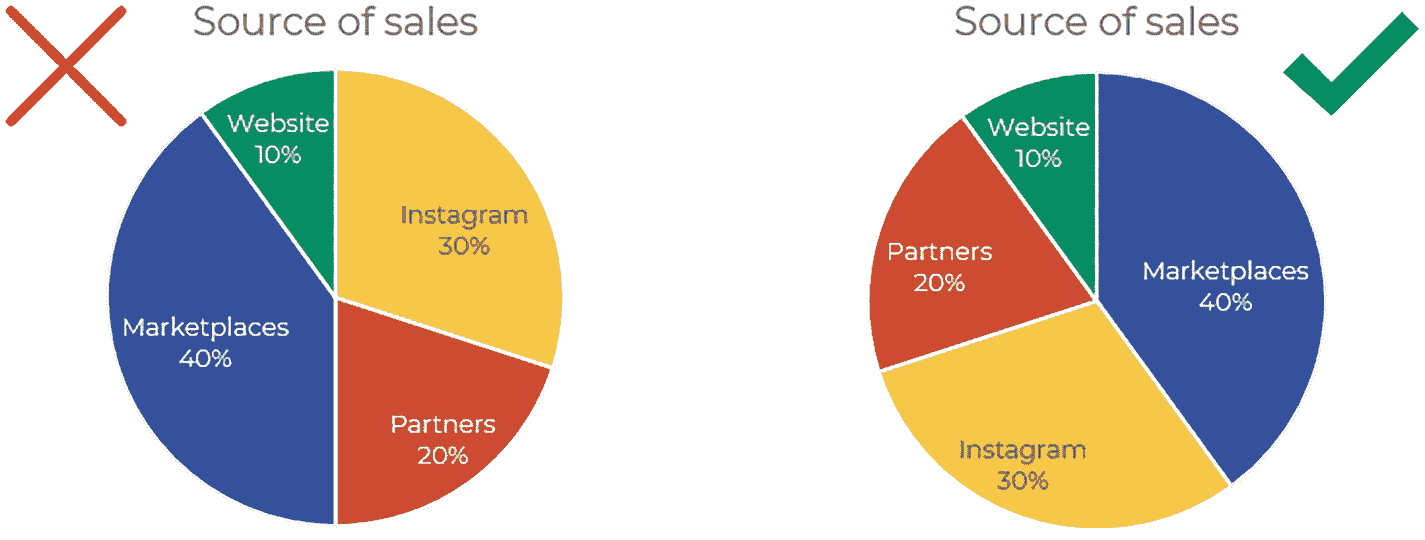 Source of sales
Website
10%
Instagram
30%
Marketplaces
40%
Partners
20%
Source of sales
Website
10%
Partners
20%
Marketplaces
40%
Instagram
30%